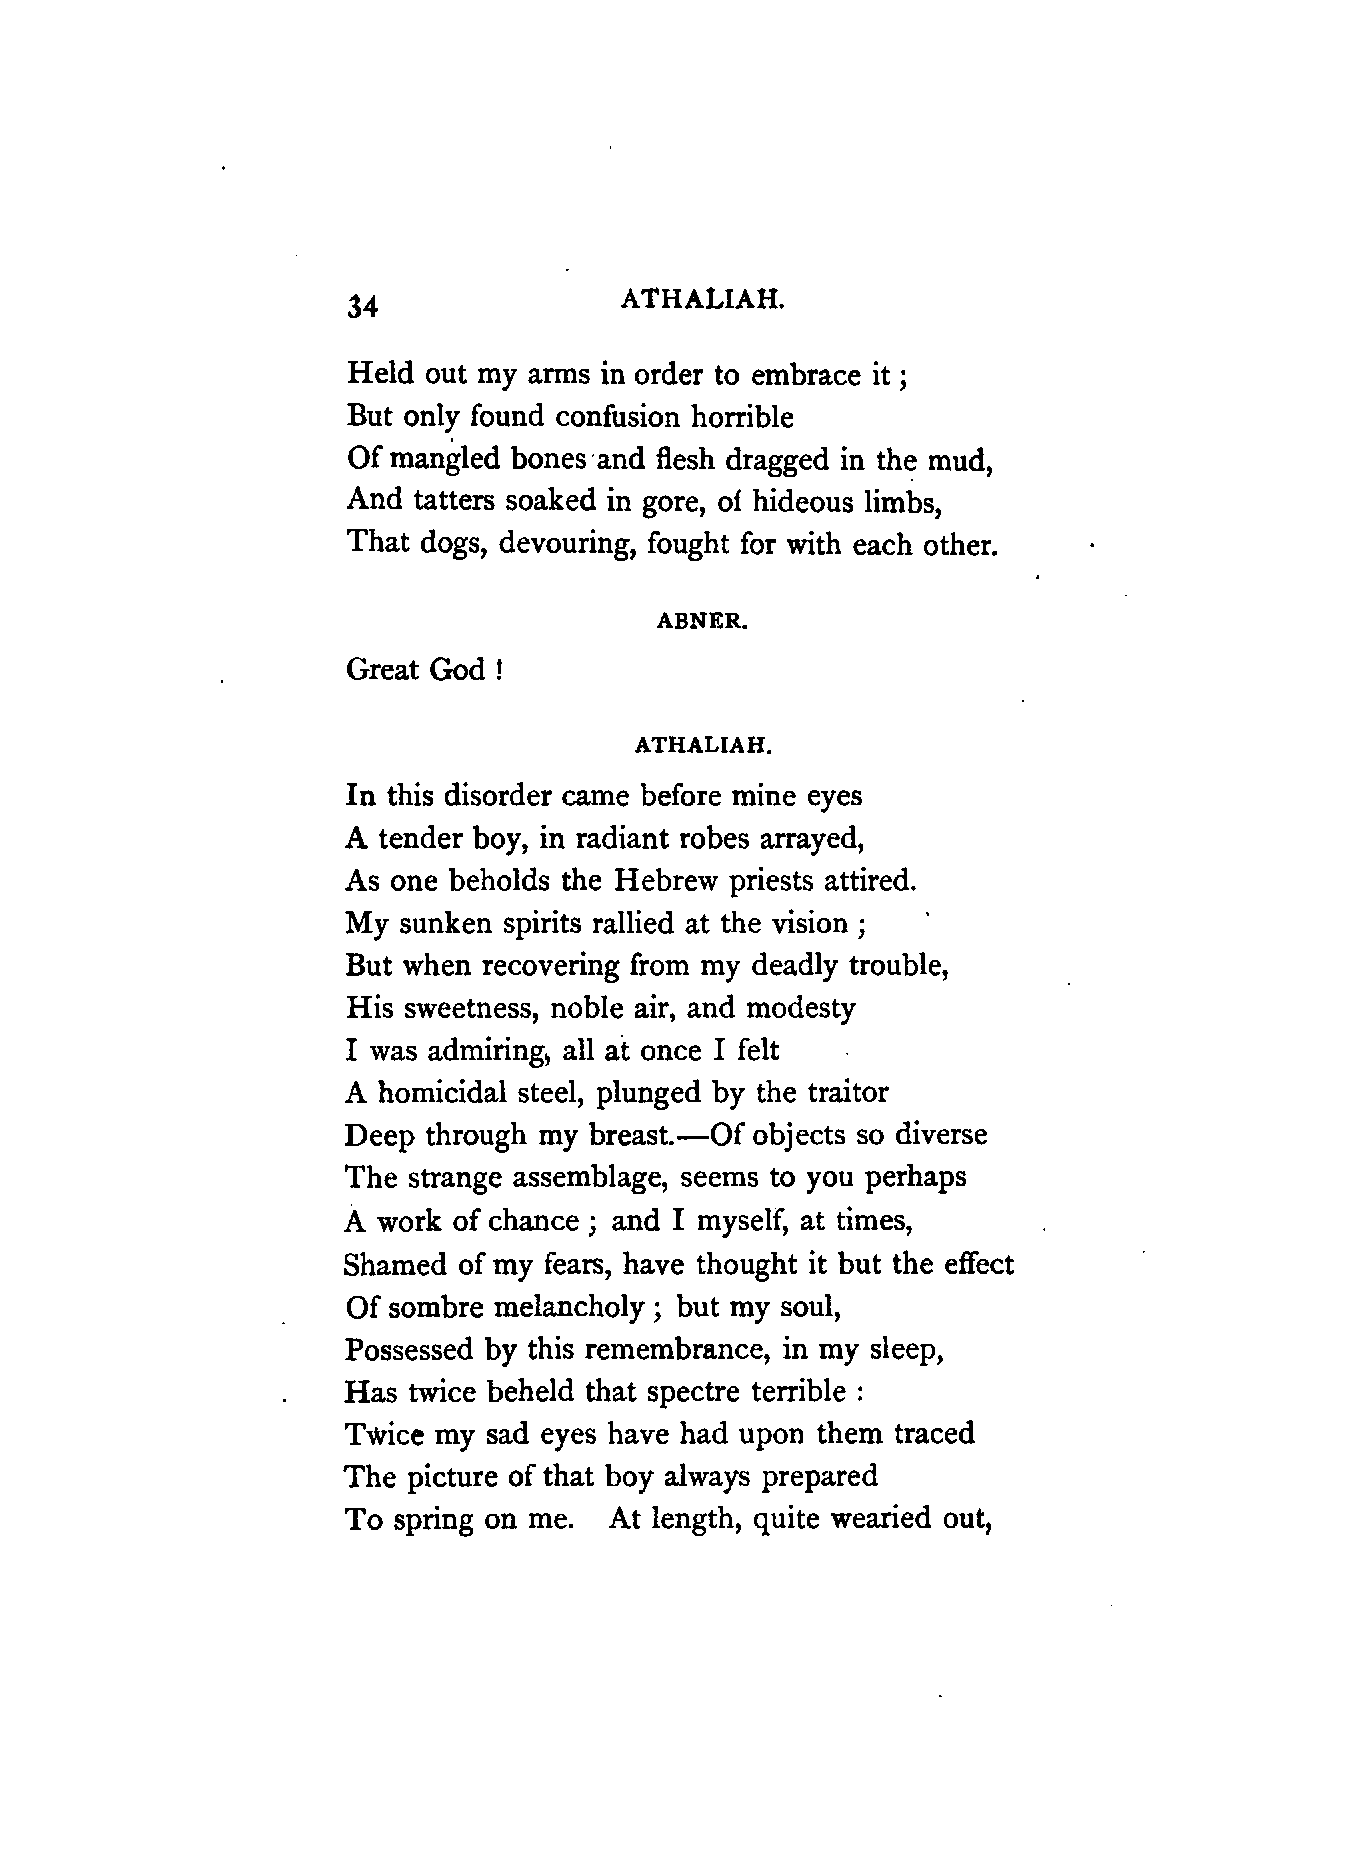 34 ATHALIAH.
Held out my arms in order to embrace it ;
But only found confusion horrible
Of mangled bones and flesh dragged in the mud,
And tatters soaked in gore, of hideous limbs,
That dogs, devouring, fought for with each other.
ABNER.
Great God !
ATHALIAH.
In this disorder came before mine eyes
A tender boy, in radiant robes arrayed,
As one beholds the Hebrew priests attired.
My sunken spirits rallied at the vision ;
But when recovering from my deadly trouble,
His sweetness, noble air, and modesty
I was admiring, all at once I felt
A homicidal steel, plunged by the traitor
Deep through my breast.—Of objects so diverse
The strange assemblage, seems to you perhaps
A work of chance ; and I myself, at times,
Shamed of my fears, have thought it but the effect
Of sombre melancholy ; but my soul,
Possessed by this remembrance, in my sleep,
Has twice beheld that spectre terrible :
Twice my sad eyes have had upon them traced
The picture of that boy always prepared
To spring on me. At length, quite wearied out,